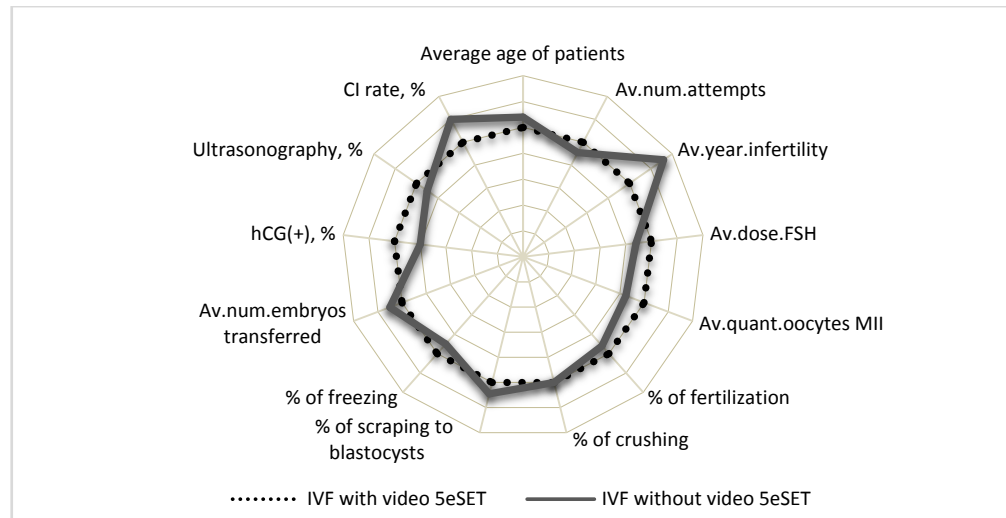 Average age of patients
CI rate, %
Av.num.attempts
Ultrasonography, %
Av.year.infertility
hCG(+), %
Av.dose.FSH
Av.num.embryos
transferred
Av.quant.oocytes MII
% of freezing
% of fertilization
% of scraping to
blastocysts
% of crushing
IVF with video 5eSET
IVF without video 5eSET